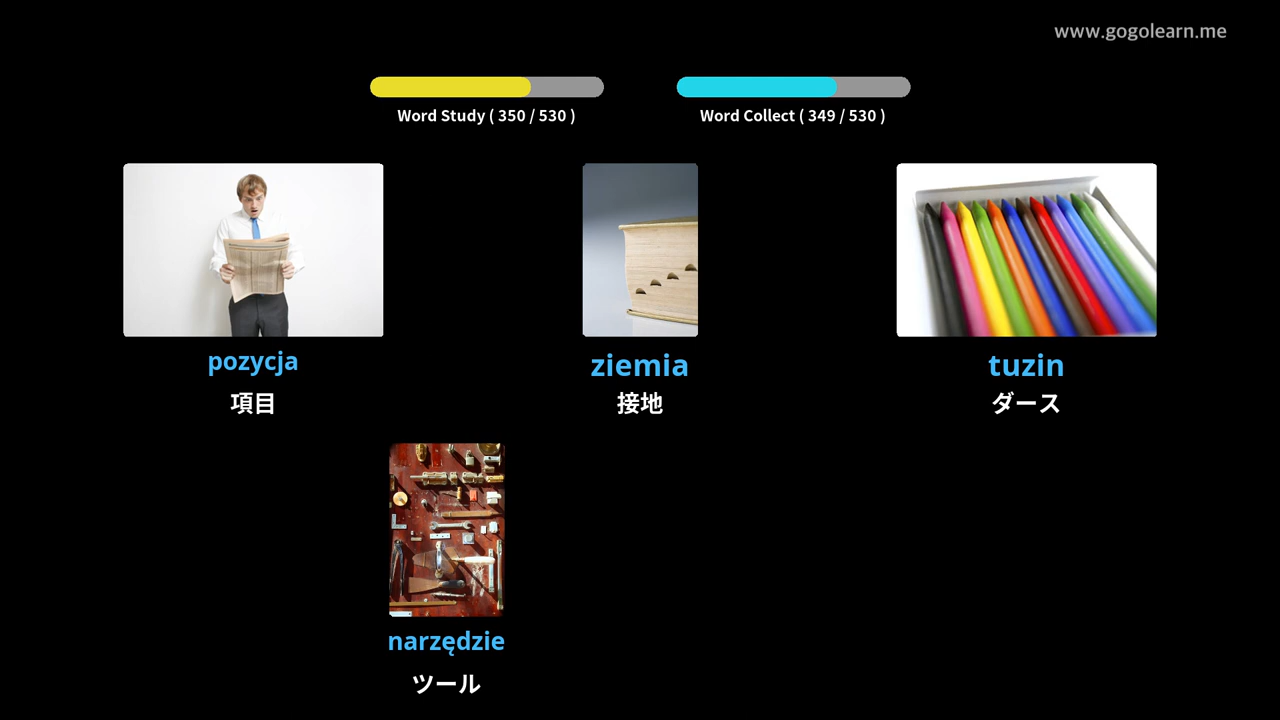 www.gogolearn.me
Word Study ( 350 / 530 )
Word Collect ( 349 / 530 )
pozycja
項目
ziemia
接地
tuzin
ダース
narzędzie
ツール